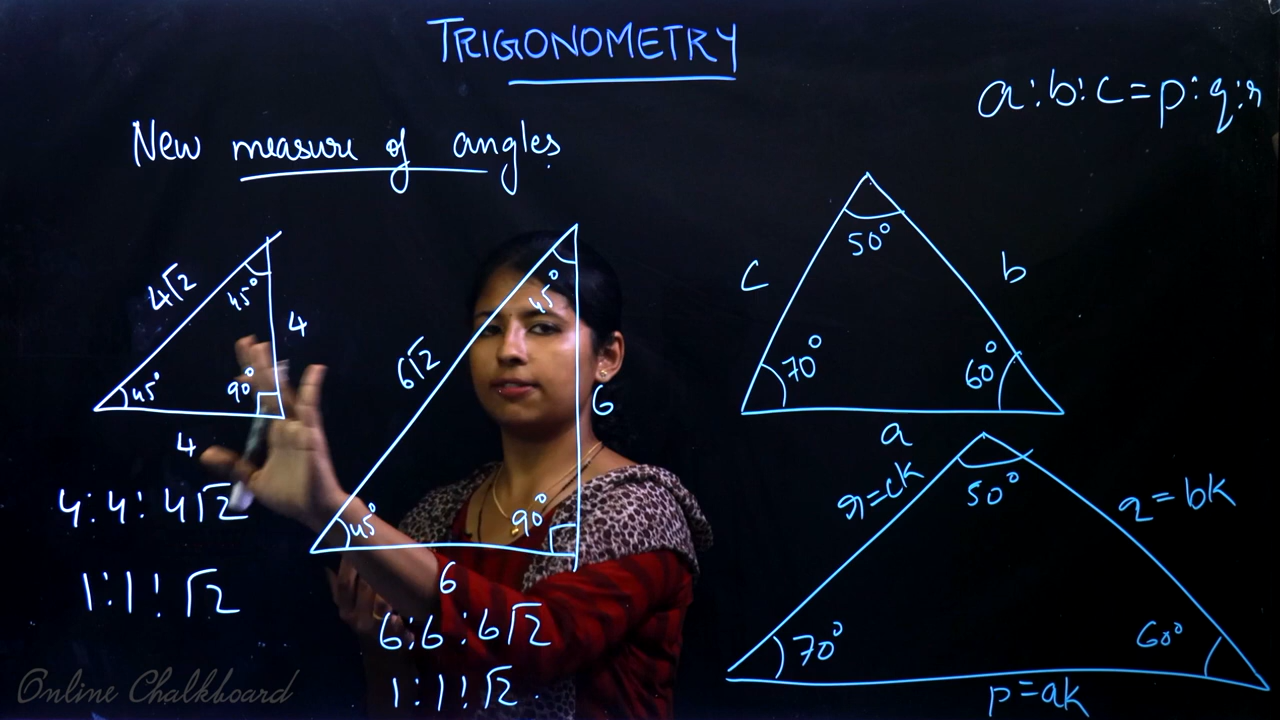 TRIGONOMETRY
a:b:c=p:q:r
New measure of angles
4√2
45°
4
45°
90°
4
4:4:4√2
1:1:√2
45°
6√2
6
45°
90°
6
6:6:6√2
1:1:√2
50°
c
b
70°
60°
a
r=ck
50°
q=bk
70°
60°
p=ak
Online Chalkboard